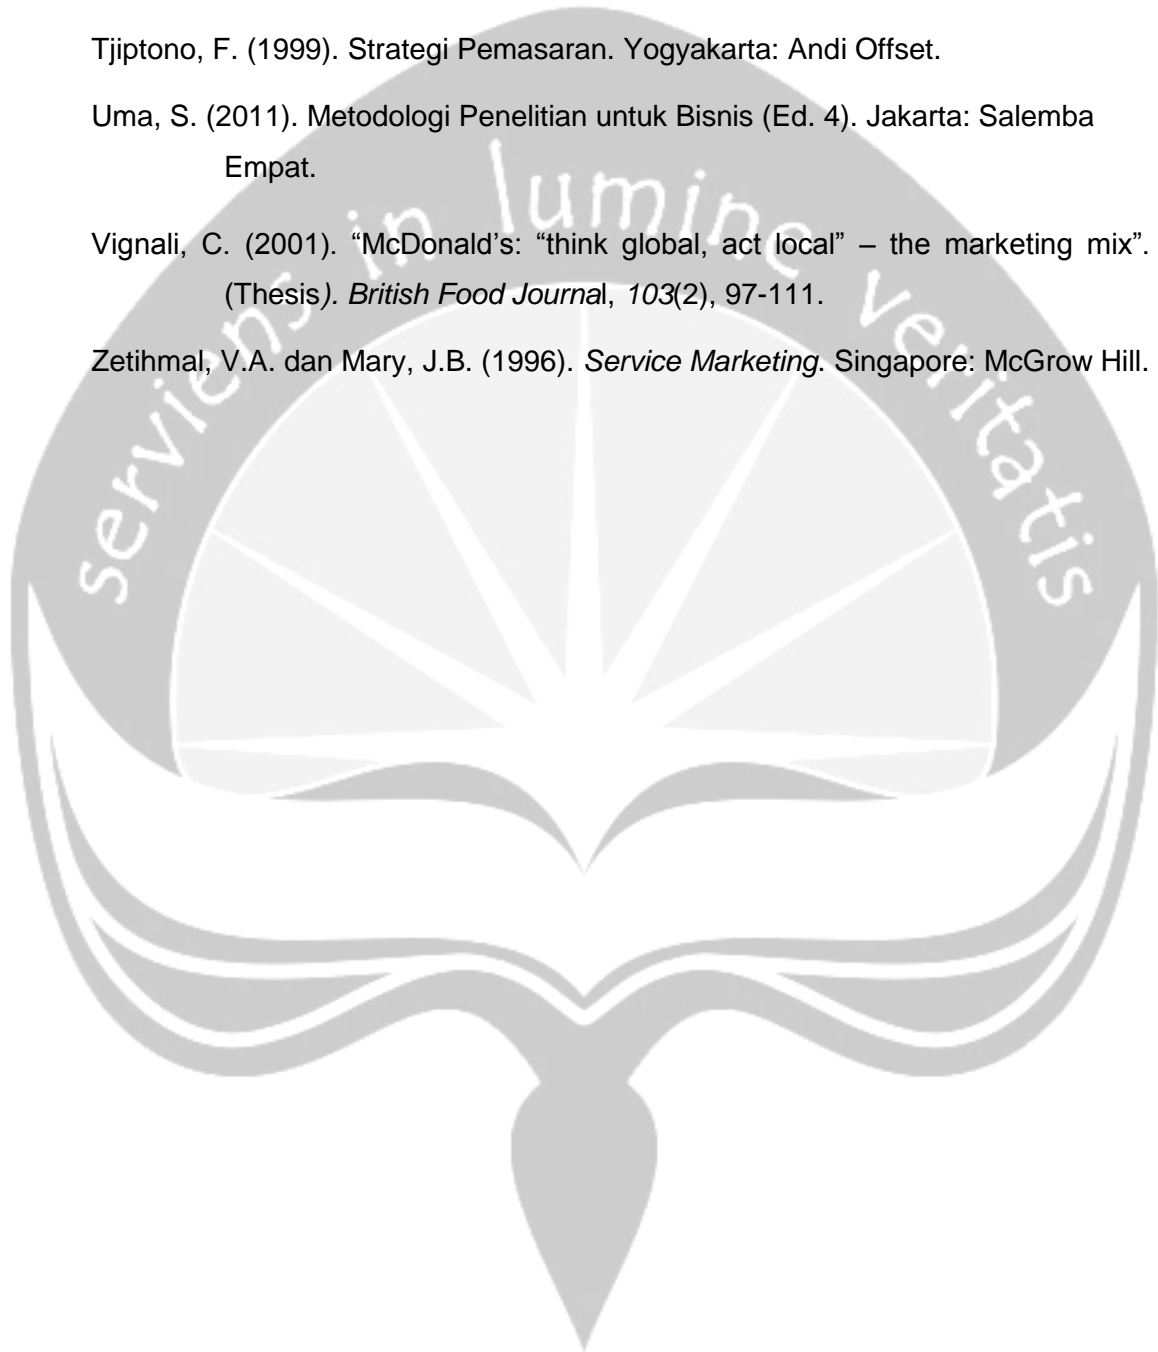 Tjiptono, F. (1999). Strategi Pemasaran. Yogyakarta: Andi Offset.
Uma, S. (2011). Metodologi Penelitian untuk Bisnis (Ed. 4). Jakarta: Salemba
Empat.
Vignali, C. (2001). “McDonald’s: “think global, act local” – the marketing mix”.
(Thesis). British Food Journal, 103(2), 97-111.
Zetihmal, V.A. dan Mary, J.B. (1996). Service Marketing. Singapore: McGrow Hill.
serviens in lumine veritatis